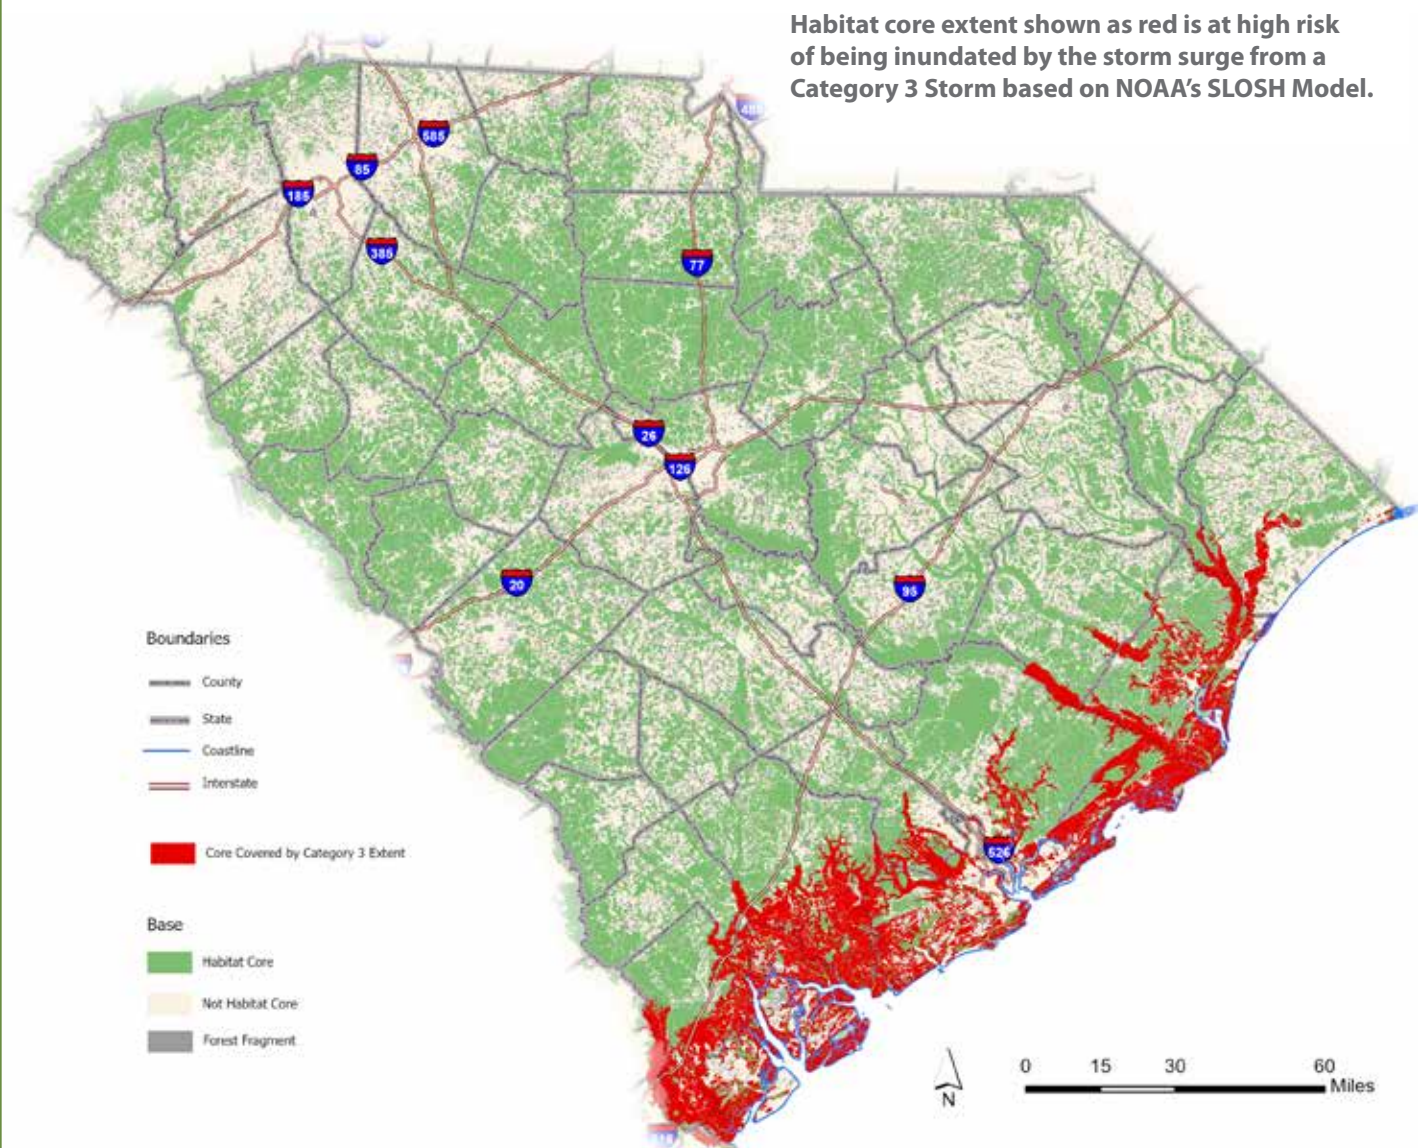 Habitat core extent shown as red is at high risk
of being inundated by the storm surge from a
Category 3 Storm based on NOAA's SLOSH Model.
585
85
185
385
77
26
126
20
95
526
Boundaries
County
State
Coastline
Interstate
Core Covered by Category 3 Extent
Base
Habitat Core
Not Habitat Core
Forest Fragment
N
0 15 30 60
Miles